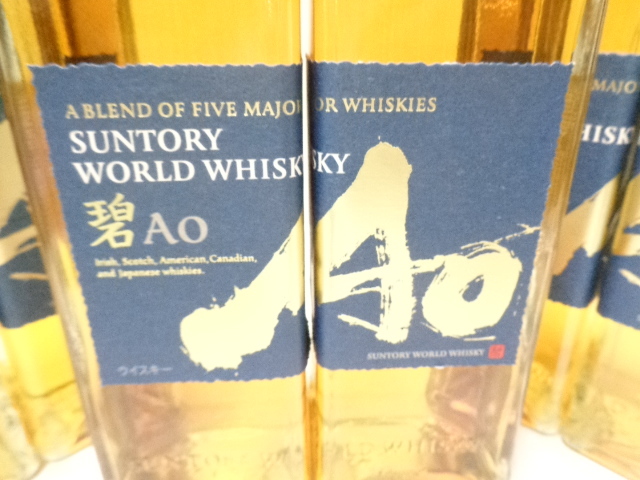 A BLEND OF FIVE MAJOR WHISKIES
SUNTORY
WORLD WHISKY
碧 Ao
Irish, Scotch, American, Canadian,
and Japanese whiskies.
Ao
ウイスキー
SUNTORY WORLD WHISKY